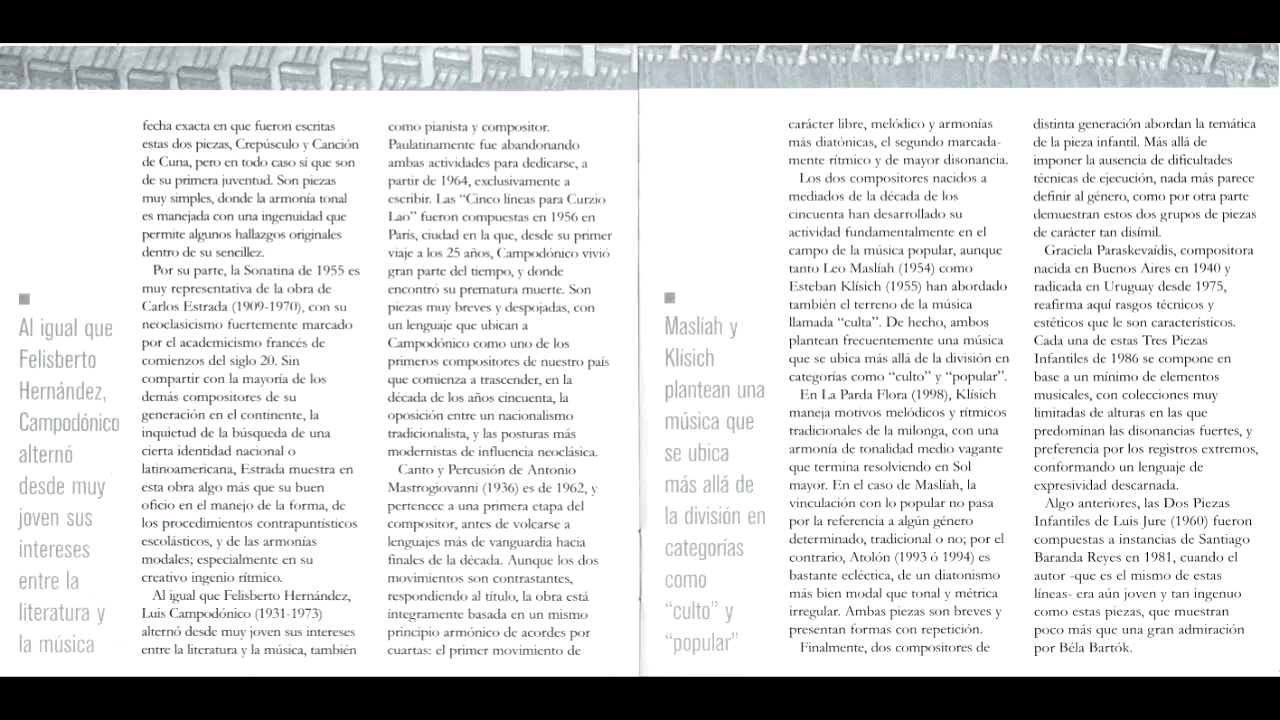 Al igual que
Felisberto
Hernández,
Campodónico
alternó
desde muy
joven sus
intereses
entre la
literatura y
la música
fecha exacta en que fueron escritas
estas dos piezas, Crepúsculo y Canción
de Cuna, pero en todo caso sí que son
de su primera juventud. Son piezas
muy simples, donde la armonía tonal
es manejada con una ingenuidad que
permite algunos hallazgos originales
dentro de su sencillez.
Por su parte, la Sonatina de 1955 es
muy representativa de la obra de
Carlos Estrada (1909-1970), con su
neoclasicismo fuertemente marcado
por el academicismo francés de
comienzos del siglo 20. Sin
compartir con la mayoría de los
demás compositores de su
generación en el continente, la
inquietud de la búsqueda de una
cierta identidad nacional o
latinoamericana, Estrada muestra en
esta obra algo más que su buen
oficio en el manejo de la forma, de
los procedimientos contrapuntísticos
escolásticos, y de las armonías
modales; especialmente en su
creativo ingenio rítmico.
Al igual que Felisberto Hernández,
Luis Campodónico (1931-1973)
alternó desde muy joven sus intereses
entre la literatura y la música, también
como pianista y compositor.
Paulatinamente fue abandonando
ambas actividades para dedicarse, a
partir de 1964, exclusivamente a
escribir. Las “Cinco líneas para Curzio
Lao” fueron compuestas en 1956 en
París, ciudad en la que, desde su primer
viaje a los 25 años, Campodónico vivió
gran parte del tiempo, y donde
encontró su prematura muerte. Son
piezas muy breves y despojadas, con
un lenguaje que ubican a
Campodónico como uno de los
primeros compositores de nuestro país
que comienza a trascender, en la
década de los años cincuenta, la
oposición entre un nacionalismo
tradicionalista, y las posturas más
modernistas de influencia neoclásica.
Canto y Percusión de Antonio
Mastrogiovanni (1936) es de 1962, y
pertenece a una primera etapa del
compositor, antes de volcarse a
lenguajes más de vanguardia hacia
finales de la década. Aunque los dos
movimientos son contrastantes,
respondiendo al título, la obra está
íntegramente basada en un mismo
principio armónico de acordes por
cuartas: el primer movimiento de
Maslíah y
Klísich
plantean una
música que
se ubica
más allá de
la división en
categorías
como
“culto” y
“popular”
carácter libre, melódico y armonías
más diatónicas, el segundo marcada-
mente rítmico y de mayor disonancia.
Los dos compositores nacidos a
mediados de la década de los
cincuenta han desarrollado su
actividad fundamentalmente en el
campo de la música popular, aunque
tanto Leo Maslíah (1954) como
Esteban Klísich (1955) han abordado
también el terreno de la música
llamada “culta”. De hecho, ambos
plantean frecuentemente una música
que se ubica más allá de la división en
categorías como “culto” y “popular”.
En La Parda Flora (1998), Klísich
maneja motivos melódicos y rítmicos
tradicionales de la milonga, con una
armonía de tonalidad medio vagante
que termina resolviendo en Sol
mayor. En el caso de Maslíah, la
vinculación con lo popular no pasa
por la referencia a algún género
determinado, tradicional o no; por el
contrario, Atolón (1993 ó 1994) es
bastante ecléctica, de un diatonismo
más bien modal que tonal y métrica
irregular. Ambas piezas son breves y
presentan formas con repetición.
Finalmente, dos compositores de
distinta generación abordan la temática
de la pieza infantil. Más allá de
imponer la ausencia de dificultades
técnicas de ejecución, nada más parece
definir al género, como por otra parte
demuestran estos dos grupos de piezas
de carácter tan disímil.
Graciela Paraskevaídis, compositora
nacida en Buenos Aires en 1940 y
radicada en Uruguay desde 1975,
reafirma aquí rasgos técnicos y
estéticos que le son característicos.
Cada una de estas Tres Piezas
Infantiles de 1986 se compone en
base a un mínimo de elementos
musicales, con colecciones muy
limitadas de alturas en las que
predominan las disonancias fuertes, y
preferencia por los registros extremos,
conformando un lenguaje de
expresividad descarnada.
Algo anteriores, las Dos Piezas
Infantiles de Luis Jure (1960) fueron
compuestas a instancias de Santiago
Baranda Reyes en 1981, cuando el
autor -que es el mismo de estas
líneas- era aún joven y tan ingenuo
como estas piezas, que muestran
poco más que una gran admiración
por Béla Bartók.